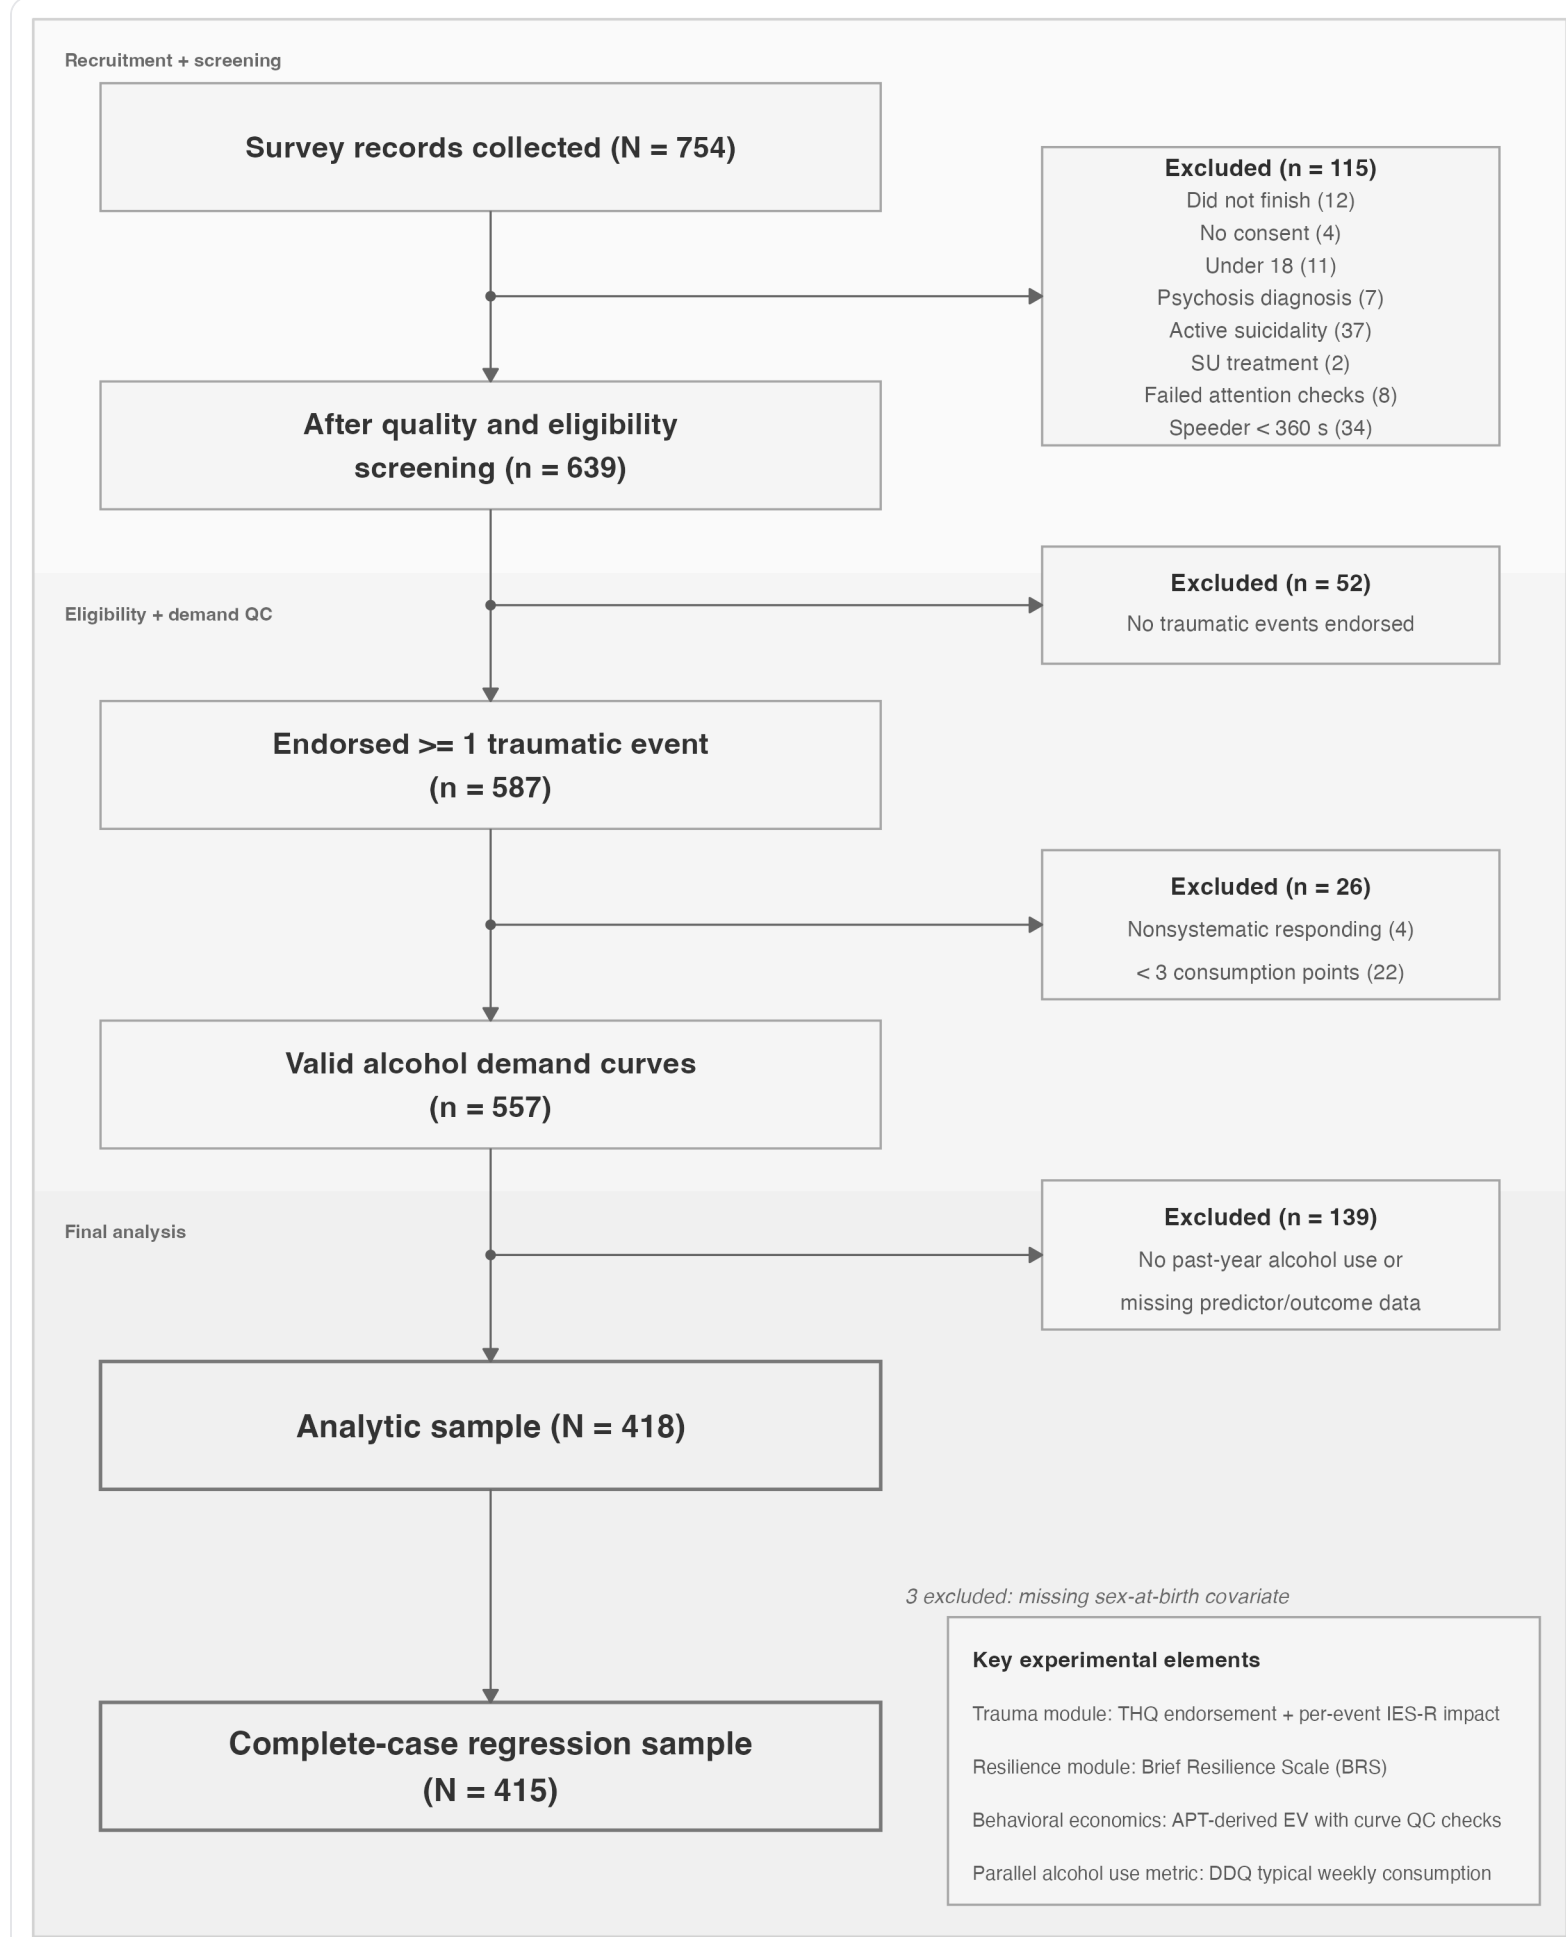 Recruitment + screening
Survey records collected (N = 754)
Excluded (n = 115)
Did not finish (12)
No consent (4)
Under 18 (11)
Psychosis diagnosis (7)
Active suicidality (37)
SU treatment (2)
Failed attention checks (8)
Speeder < 360 s (34)
After quality and eligibility
screening (n = 639)
Eligibility + demand QC
Excluded (n = 52)
No traumatic events endorsed
Endorsed >= 1 traumatic event
(n = 587)
Excluded (n = 26)
Nonsystematic responding (4)
< 3 consumption points (22)
Valid alcohol demand curves
(n = 557)
Final analysis
Excluded (n = 139)
No past-year alcohol use or
missing predictor/outcome data
Analytic sample (N = 418)
3 excluded: missing sex-at-birth covariate
Complete-case regression sample
(N = 415)
Key experimental elements
Trauma module: THQ endorsement + per-event IES-R impact
Resilience module: Brief Resilience Scale (BRS)
Behavioral economics: APT-derived EV with curve QC checks
Parallel alcohol use metric: DDQ typical weekly consumption